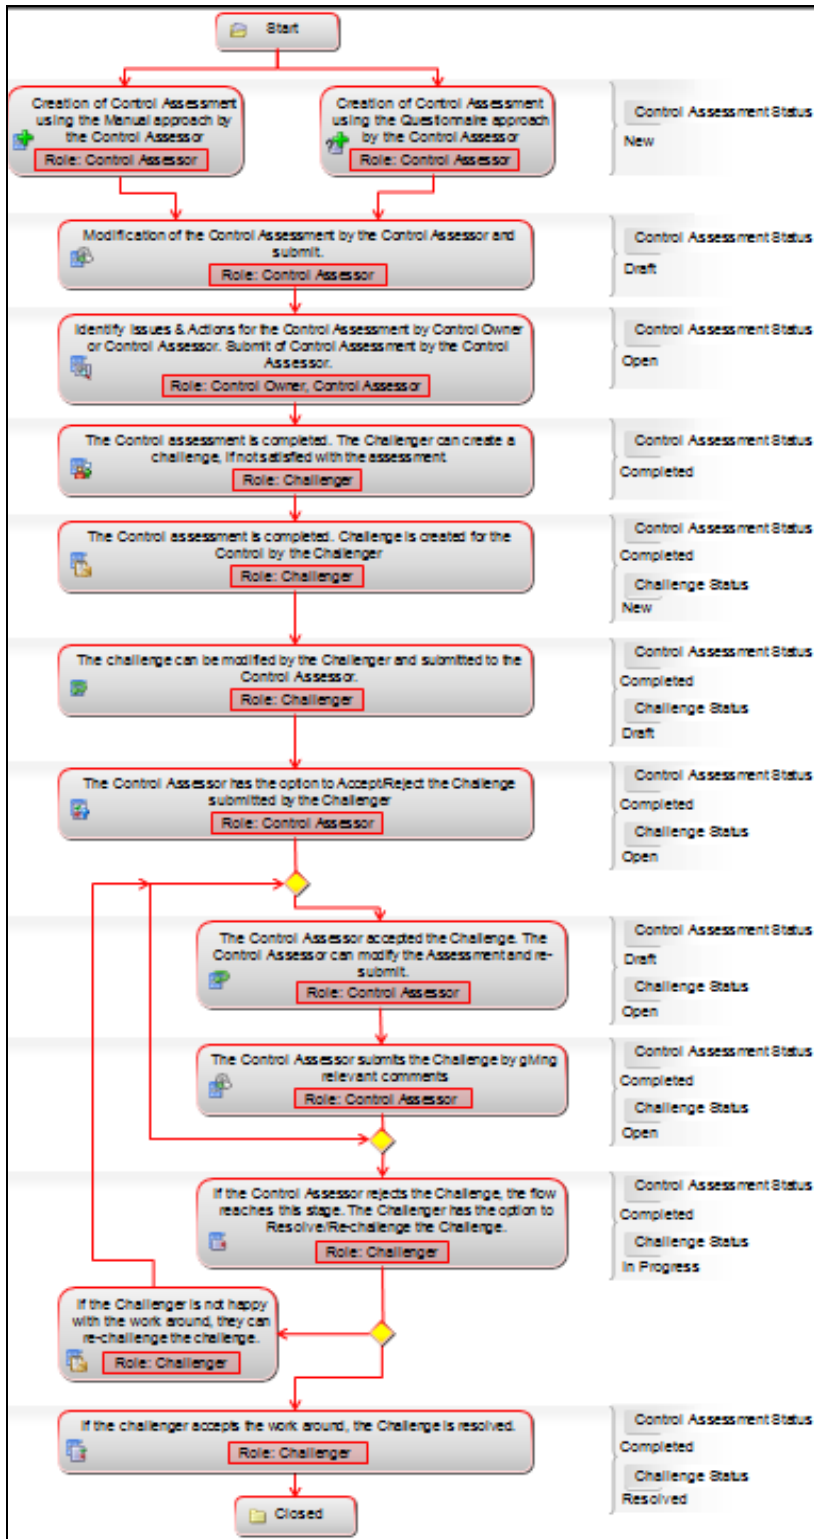 Start
Creation of Control Assessment
using the Manual approach by
the Control Assessor
Role: Control Assessor
Creation of Control Assessment
using the Questionnaire approach
by the Control Assessor
Role: Control Assessor
Control Assessment Status
New
Modification of the Control Assessment by the Control Assessor and
submit.
Role: Control Assessor
Control Assessment Status
Draft
Identify Issues & Actions for the Control Assessment by Control Owner
or Control Assessor. Submit of Control Assessment by the Control
Assessor.
Role: Control Owner, Control Assessor
Control Assessment Status
Open
The Control assessment is completed. The Challenger can create a
challenge, if not satisfied with the assessment.
Role: Challenger
Control Assessment Status
Completed
The Control assessment is completed. Challenge is created for the
Control by the Challenger
Role: Challenger
Control Assessment Status
Completed
Challenge Status
New
The challenge can be modified by the Challenger and submitted to the
Control Assessor.
Role: Challenger
Control Assessment Status
Completed
Challenge Status
Draft
The Control Assessor has the option to Accept/Reject the Challenge
submitted by the Challenger
Role: Control Assessor
Control Assessment Status
Completed
Challenge Status
Open
The Control Assessor accepted the Challenge. The
Control Assessor can modify the Assessment and re-
submit.
Role: Control Assessor
Control Assessment Status
Draft
Challenge Status
Open
The Control Assessor submits the Challenge by giving
relevant comments
Role: Control Assessor
Control Assessment Status
Completed
Challenge Status
Open
If the Control Assessor rejects the Challenge, the flow
reaches this stage. The Challenger has the option to
Resolve/Re-challenge the Challenge.
Role: Challenger
Control Assessment Status
Completed
Challenge Status
In Progress
If the Challenger is not happy
with the work around, they can
re-challenge the challenge.
Role: Challenger
If the challenger accepts the work around, the Challenge is resolved.
Role: Challenger
Control Assessment Status
Completed
Challenge Status
Resolved
Closed